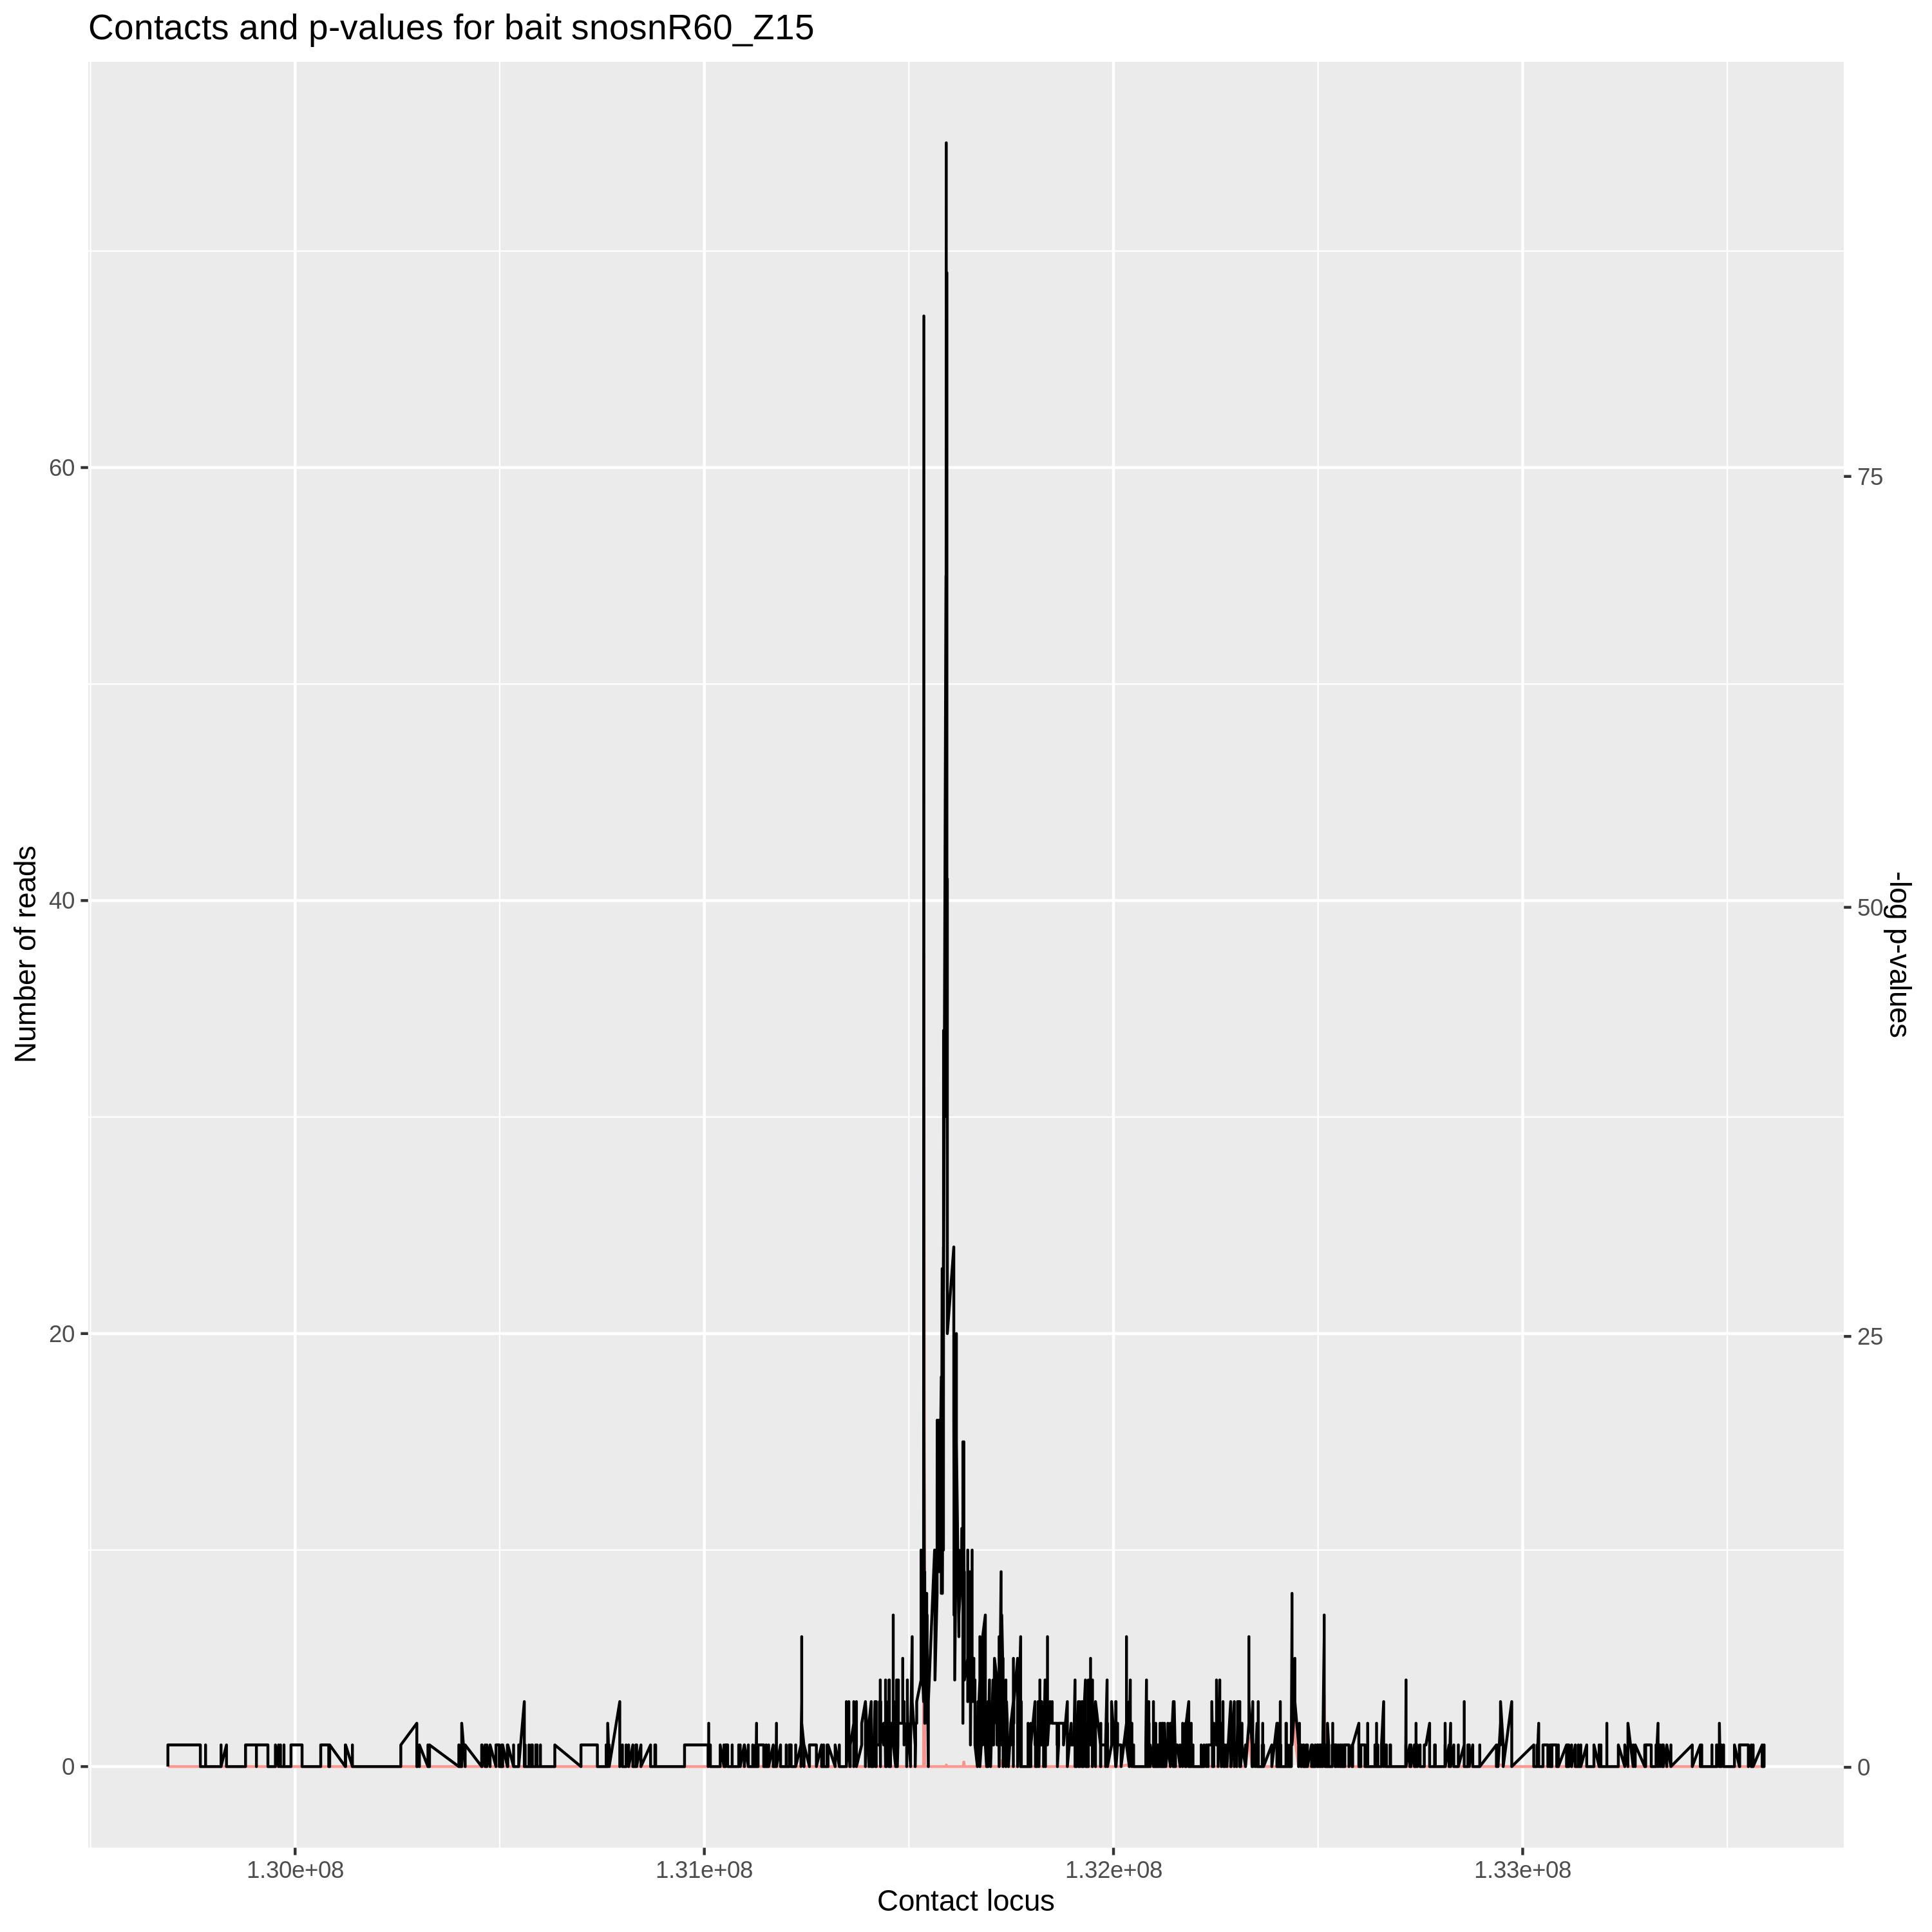 Contacts and p-values for bait snosnR60_Z15
Number of reads
60
40
20
0
75
50
25
0
-log p-values
1.30e+08
1.31e+08
1.32e+08
1.33e+08
Contact locus